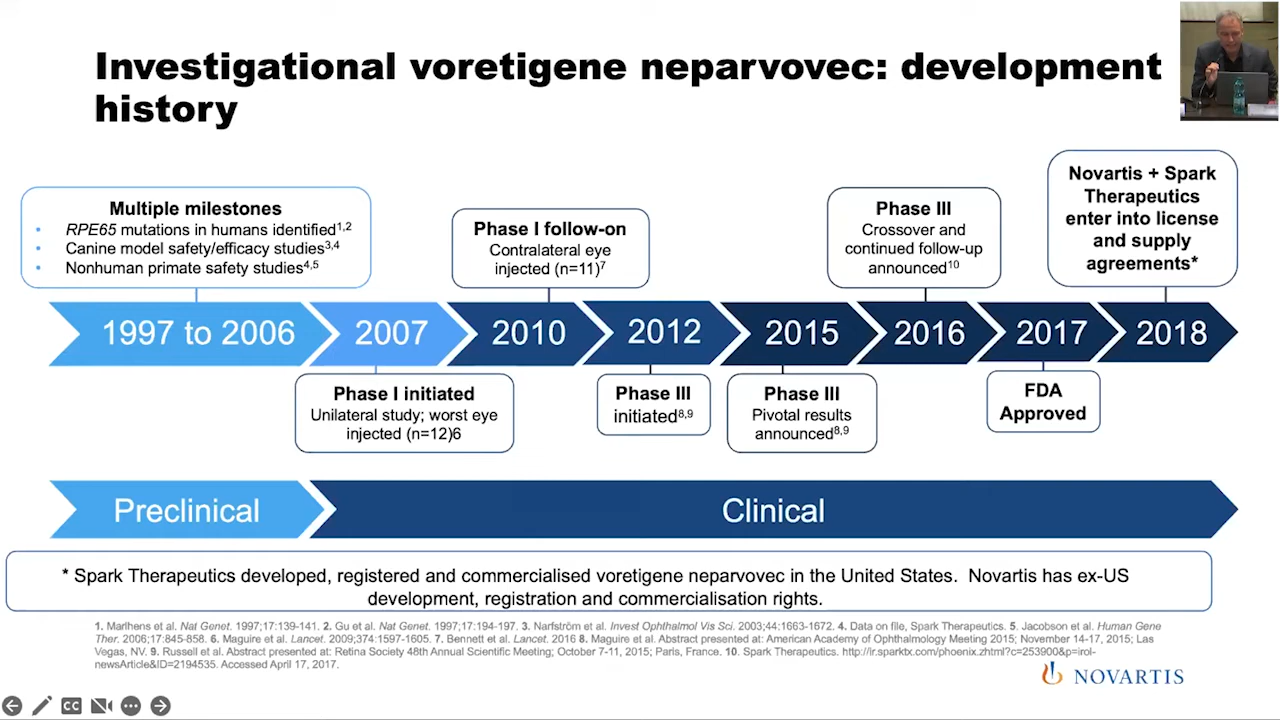 Investigational voretigene neparvovec: development
history
Multiple milestones
• RPE65 mutations in humans identified1,2
• Canine model safety/efficacy studies3,4
• Nonhuman primate safety studies4,5
Phase I follow-on
Contralateral eye
injected (n=11)7
Phase III
Crossover and
continued follow-up
announced10
Novartis + Spark
Therapeutics
enter into license
and supply
agreements*
1997 to 2006
2007
2010
2012
2015
2016
2017
2018
Phase I initiated
Unilateral study; worst eye
injected (n=12)6
Phase III
initiated8,9
Phase III
Pivotal results
announced8,9
FDA
Approved
Preclinical
Clinical
* Spark Therapeutics developed, registered and commercialised voretigene neparvovec in the United States. Novartis has ex-US
development, registration and commercialisation rights.
1. Marlhens et al. Nat Genet. 1997;17:139-141. 2. Gu et al. Nat Genet. 1997;17:194-197. 3. Narfström et al. Invest Ophthalmol Vis Sci. 2003;44:1663-1672. 4. Data on file, Spark Therapeutics. 5. Jacobson et al. Human Gene
Ther. 2006;17:845-858. 6. Maguire et al. Lancet. 2009;374:1597-1605. 7. Bennett et al. Lancet. 2016 8. Maguire et al. Abstract presented at: American Academy of Ophthalmology Meeting 2015; November 14-17, 2015; Las
Vegas, NV. 9. Russell et al. Abstract presented at: Retina Society 48th Annual Scientific Meeting; October 7-11, 2015; Paris, France. 10. Spark Therapeutics. http://ir.sparktx.com/phoenix.zhtml?c=253900&p=irol-
newsArticle&ID=2194535. Accessed April 17, 2017.
NOVARTIS
CC